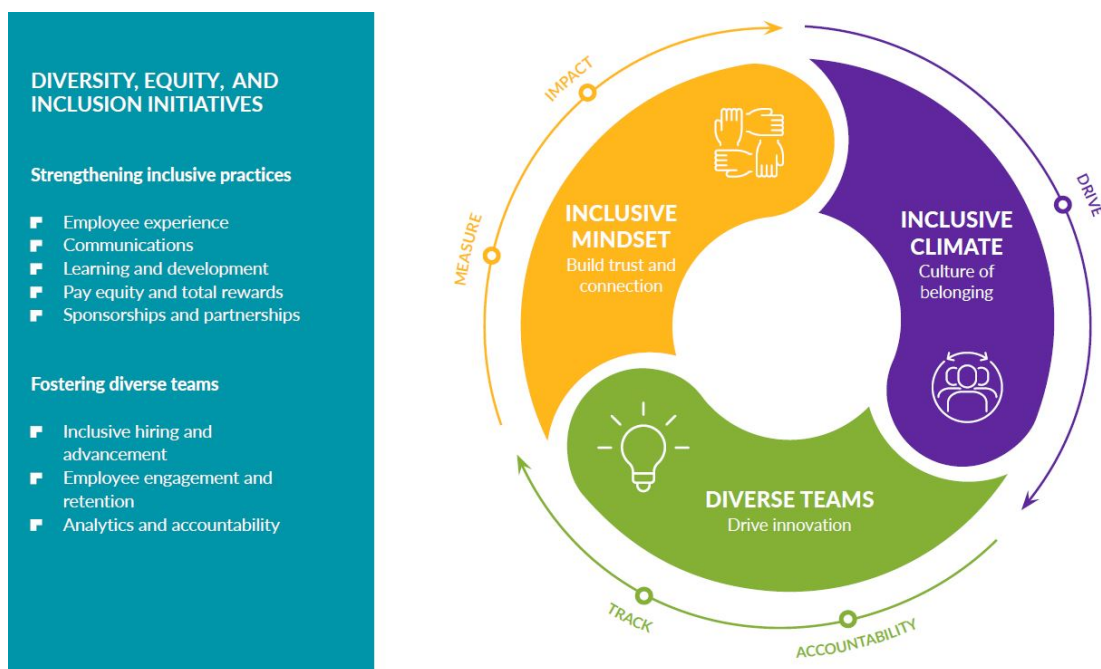 DIVERSITY, EQUITY, AND
INCLUSION INITIATIVES
Strengthening inclusive practices
Employee experience
Communications
Learning and development
Pay equity and total rewards
Sponsorships and partnerships
Fostering diverse teams
Inclusive hiring and
advancement
Employee engagement and
retention
Analytics and accountability
IMPACT
MEASURE
INCLUSIVE
MINDSET
Build trust and
connection
DRIVE
INCLUSIVE
CLIMATE
Culture of
belonging
DIVERSE TEAMS
Drive innovation
TRACK
ACCOUNTABILITY